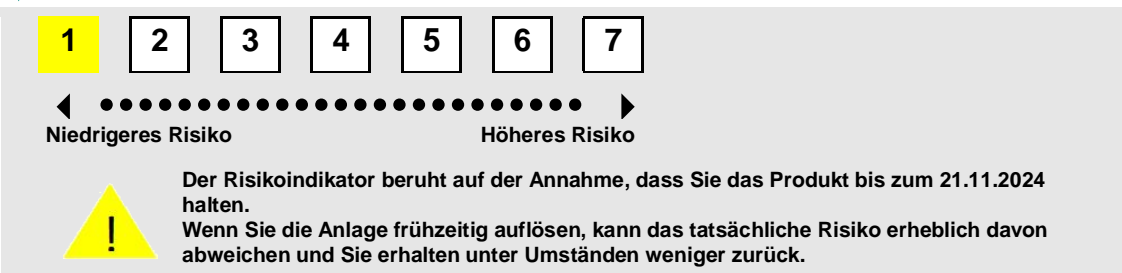 1 2 3 4 5 6 7
Niedrigeres Risiko Höheres Risiko
Der Risikoindikator beruht auf der Annahme, dass Sie das Produkt bis zum 21.11.2024
halten.
! Wenn Sie die Anlage frühzeitig auflösen, kann das tatsächliche Risiko erheblich davon
abweichen und Sie erhalten unter Umständen weniger zurück.